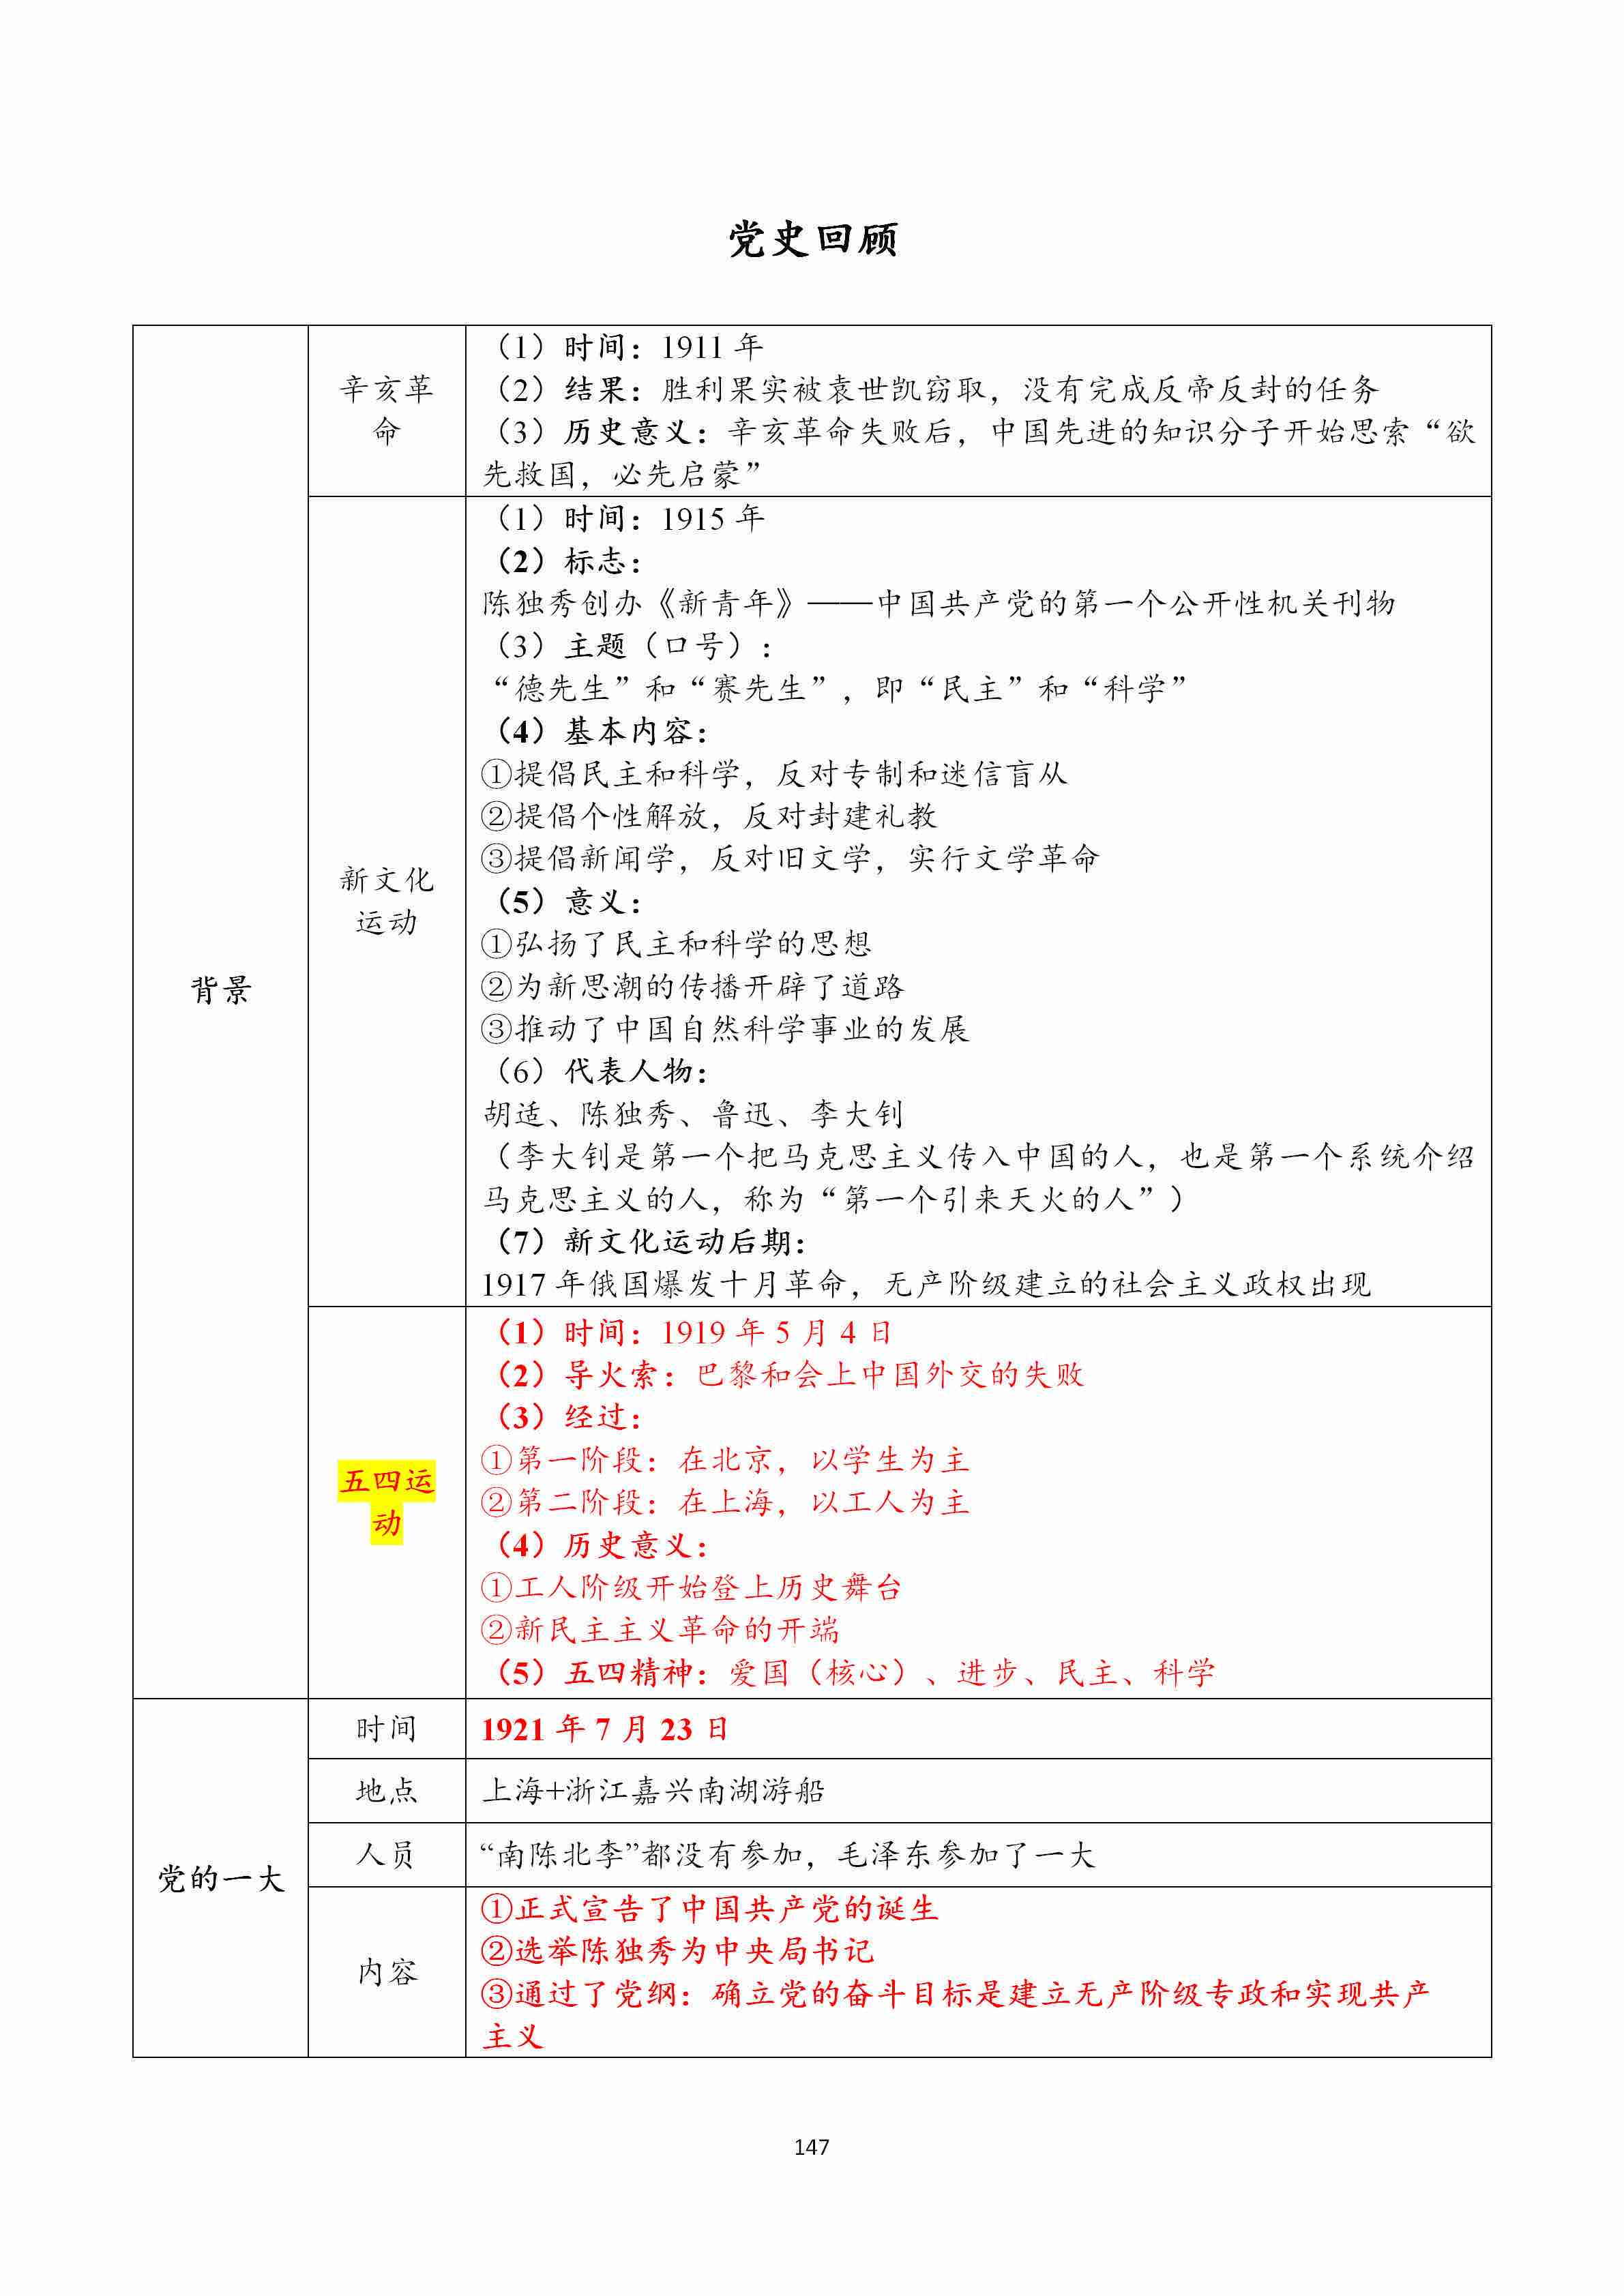 党史回顾
背景
辛亥革
命
（1）时间：1911 年
（2）结果：胜利果实被袁世凯窃取，没有完成反帝反封的任务
（3）历史意义：辛亥革命失败后，中国先进的知识分子开始思索“欲
先救国，必先启蒙”
新文化
运动
（1）时间：1915 年
（2）标志：
陈独秀创办《新青年》——中国共产党的第一个公开性机关刊物
（3）主题（口号）：
“德先生”和“赛先生”，即“民主”和“科学”
（4）基本内容：
①提倡民主和科学，反对专制和迷信盲从
②提倡个性解放，反对封建礼教
③提倡新闻学，反对旧文学，实行文学革命
（5）意义：
①弘扬了民主和科学的思想
②为新思潮的传播开辟了道路
③推动了中国自然科学事业的发展
（6）代表人物：
胡适、陈独秀、鲁迅、李大钊
（李大钊是第一个把马克思主义传入中国的人，也是第一个系统介绍
马克思主义的人，称为“第一个引来天火的人”）
（7）新文化运动后期：
1917 年俄国爆发十月革命，无产阶级建立的社会主义政权出现
五四运
动
（1）时间：1919 年 5 月 4 日
（2）导火索：巴黎和会上中国外交的失败
（3）经过：
①第一阶段：在北京，以学生为主
②第二阶段：在上海，以工人为主
（4）历史意义：
①工人阶级开始登上历史舞台
②新民主主义革命的开端
（5）五四精神：爱国（核心）、进步、民主、科学
党的一大
时间
1921 年 7 月 23 日
地点
上海+浙江嘉兴南湖游船
人员
“南陈北李”都没有参加，毛泽东参加了一大
内容
①正式宣告了中国共产党的诞生
②选举陈独秀为中央局书记
③通过了党纲：确立党的奋斗目标是建立无产阶级专政和实现共产
主义
147